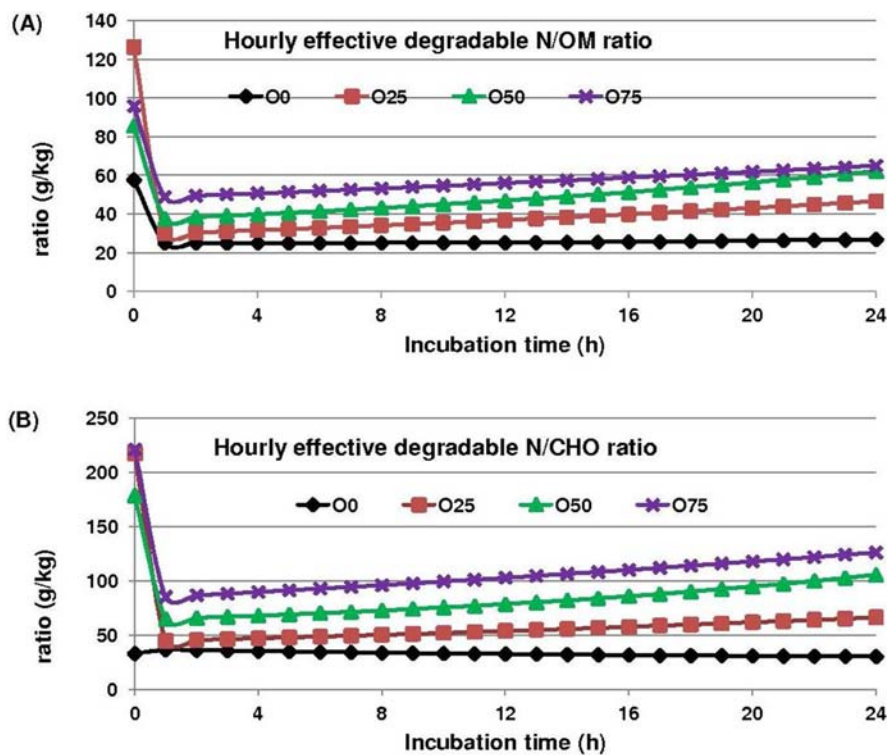 (A)
Hourly effective degradable N/OM ratio
O0 O25 O50 O75
ratio (g/kg)
140
120
100
80
60
40
20
0
0 4 8 12 16 20 24
Incubation time (h)
(B)
Hourly effective degradable N/CHO ratio
O0 O25 O50 O75
ratio (g/kg)
250
200
150
100
50
0
0 4 8 12 16 20 24
Incubation time (h)